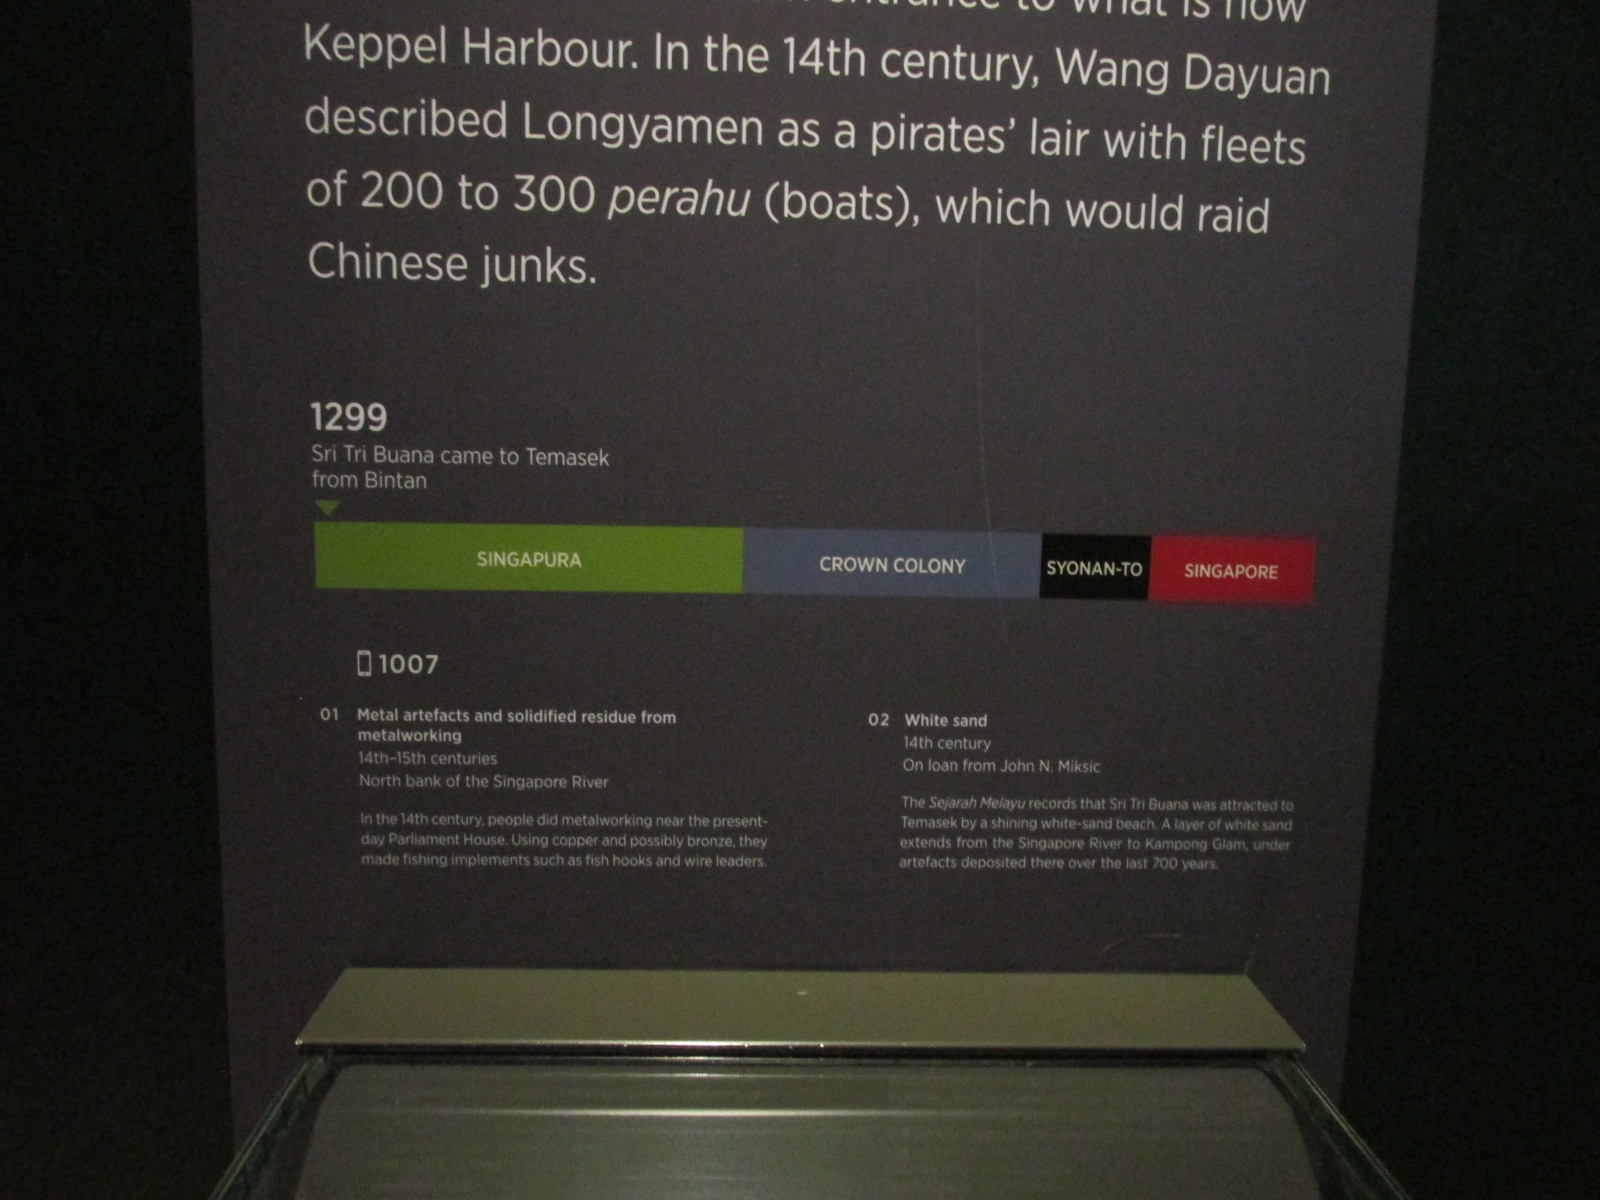 entrance to what is now
Keppel Harbour. In the 14th century, Wang Dayuan
described Longyamen as a pirates' lair with fleets
of 200 to 300 perahu (boats), which would raid
Chinese junks.
1299
Sri Tri Buana came to Temasek
from Bintan
SINGAPURA
CROWN COLONY
SYONAN-TO
SINGAPORE
1007
01 Metal artefacts and solidified residue from
metalworking
14th–15th centuries
North bank of the Singapore River
In the 14th century, people did metalworking near the present-
day Parliament House. Using copper and possibly bronze, they
made fishing implements such as fish hooks and wire leaders.
02 White sand
14th century
On loan from John N. Miksic
The Sejarah Melayu records that Sri Tri Buana was attracted to
Temasek by a shining white-sand beach. A layer of white sand
extends from the Singapore River to Kampong Glam, under
artefacts deposited there over the last 700 years.